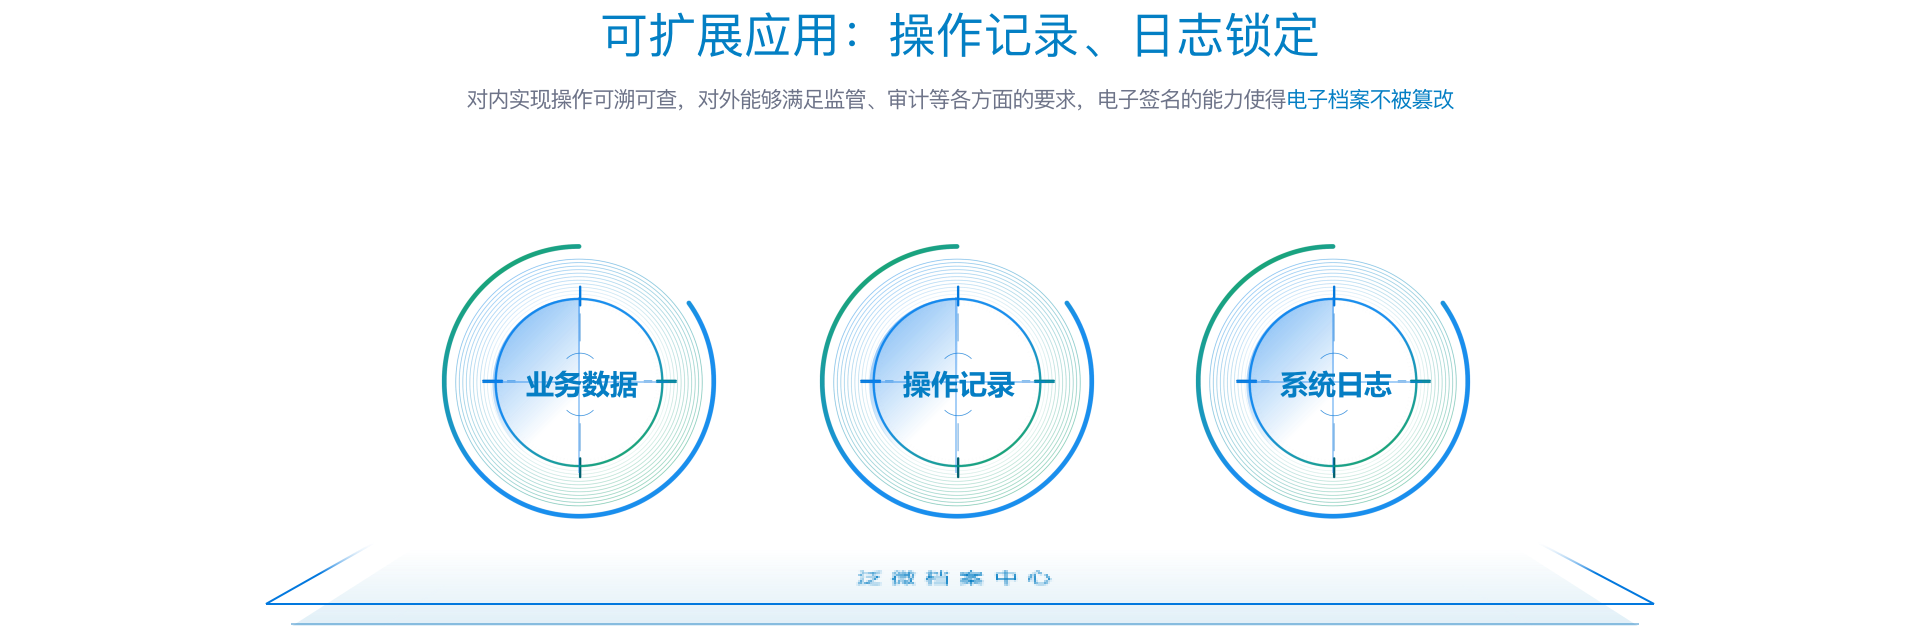 可扩展应用：操作记录、日志锁定
对内实现操作可溯可查，对外能够满足监管、审计等各方面的要求，电子签名的能力使得电子档案不被篡改
业务数据
操作记录
系统日志
泛微档案中心